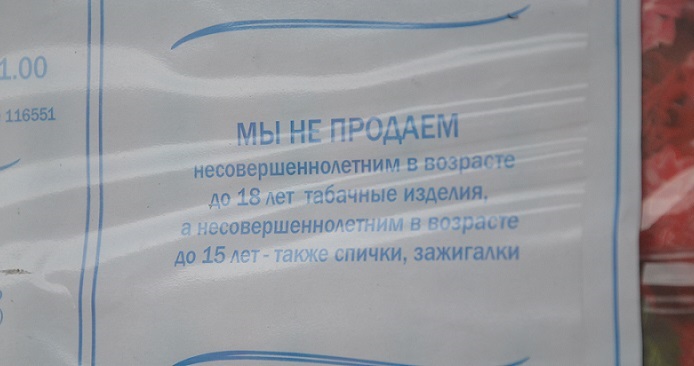 1.00
116551
МЫ НЕ ПРОДАЕМ
несовершеннолетним в возрасте
до 18 лет табачные изделия,
а несовершеннолетним в возрасте
до 15 лет - также спички, зажигалки